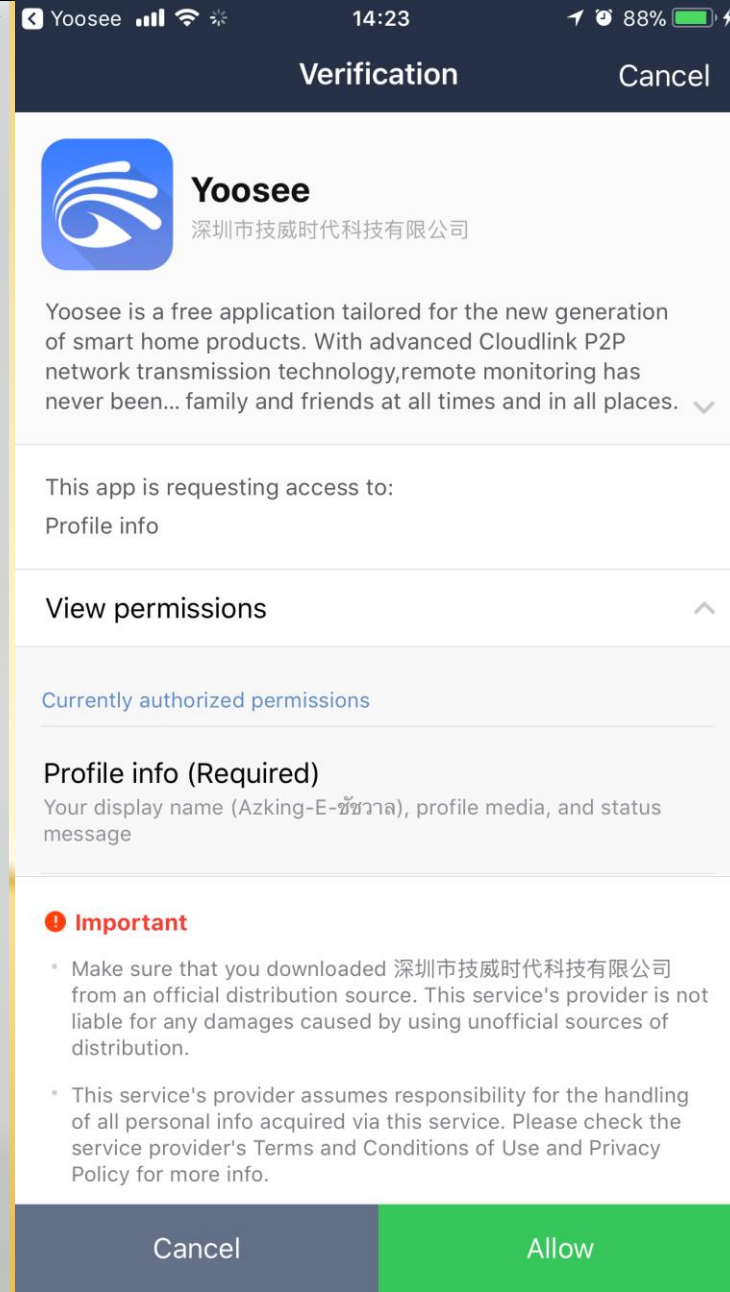 Yoosee 14:23 88%
Verification Cancel
Yoosee
深圳市技威时代科技有限公司
Yoosee is a free application tailored for the new generation
of smart home products. With advanced Cloudlink P2P
network transmission technology,remote monitoring has
never been... family and friends at all times and in all places.
This app is requesting access to:
Profile info
View permissions
Currently authorized permissions
Profile info (Required)
Your display name (Azking-E-ชัชวาล), profile media, and status
message
Important
Make sure that you downloaded 深圳市技威时代科技有限公司
from an official distribution source. This service's provider is not
liable for any damages caused by using unofficial sources of
distribution.
This service's provider assumes responsibility for the handling
of all personal info acquired via this service. Please check the
service provider's Terms and Conditions of Use and Privacy
Policy for more info.
Cancel Allow